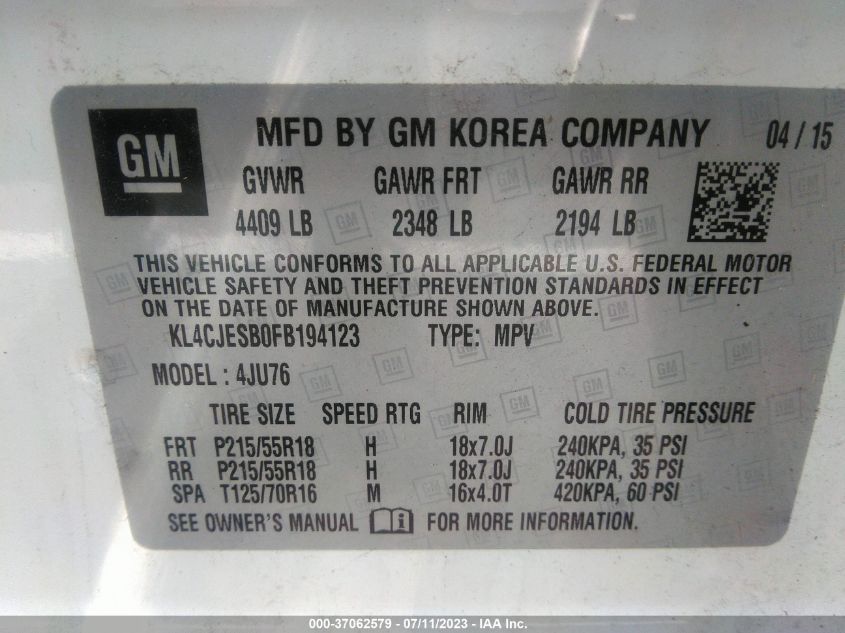 GM
MFD BY GM KOREA COMPANY 04 / 15
GVWR GAWR FRT GAWR RR
4409 LB 2348 LB 2194 LB
THIS VEHICLE CONFORMS TO ALL APPLICABLE U.S. FEDERAL MOTOR
VEHICLE SAFETY AND THEFT PREVENTION STANDARDS IN EFFECT
ON THE DATE OF MANUFACTURE SHOWN ABOVE.
KL4CJESB0FB194123 TYPE: MPV
MODEL : 4JU76
TIRE SIZE SPEED RTG RIM COLD TIRE PRESSURE
FRT P215/55R18 H 18x7.0J 240KPA, 35 PSI
RR P215/55R18 H 18x7.0J 240KPA, 35 PSI
SPA T125/70R16 M 16x4.0T 420KPA, 60 PSI
SEE OWNER'S MANUAL FOR MORE INFORMATION.
000-37062579 - 07/11/2023 - IAA Inc.